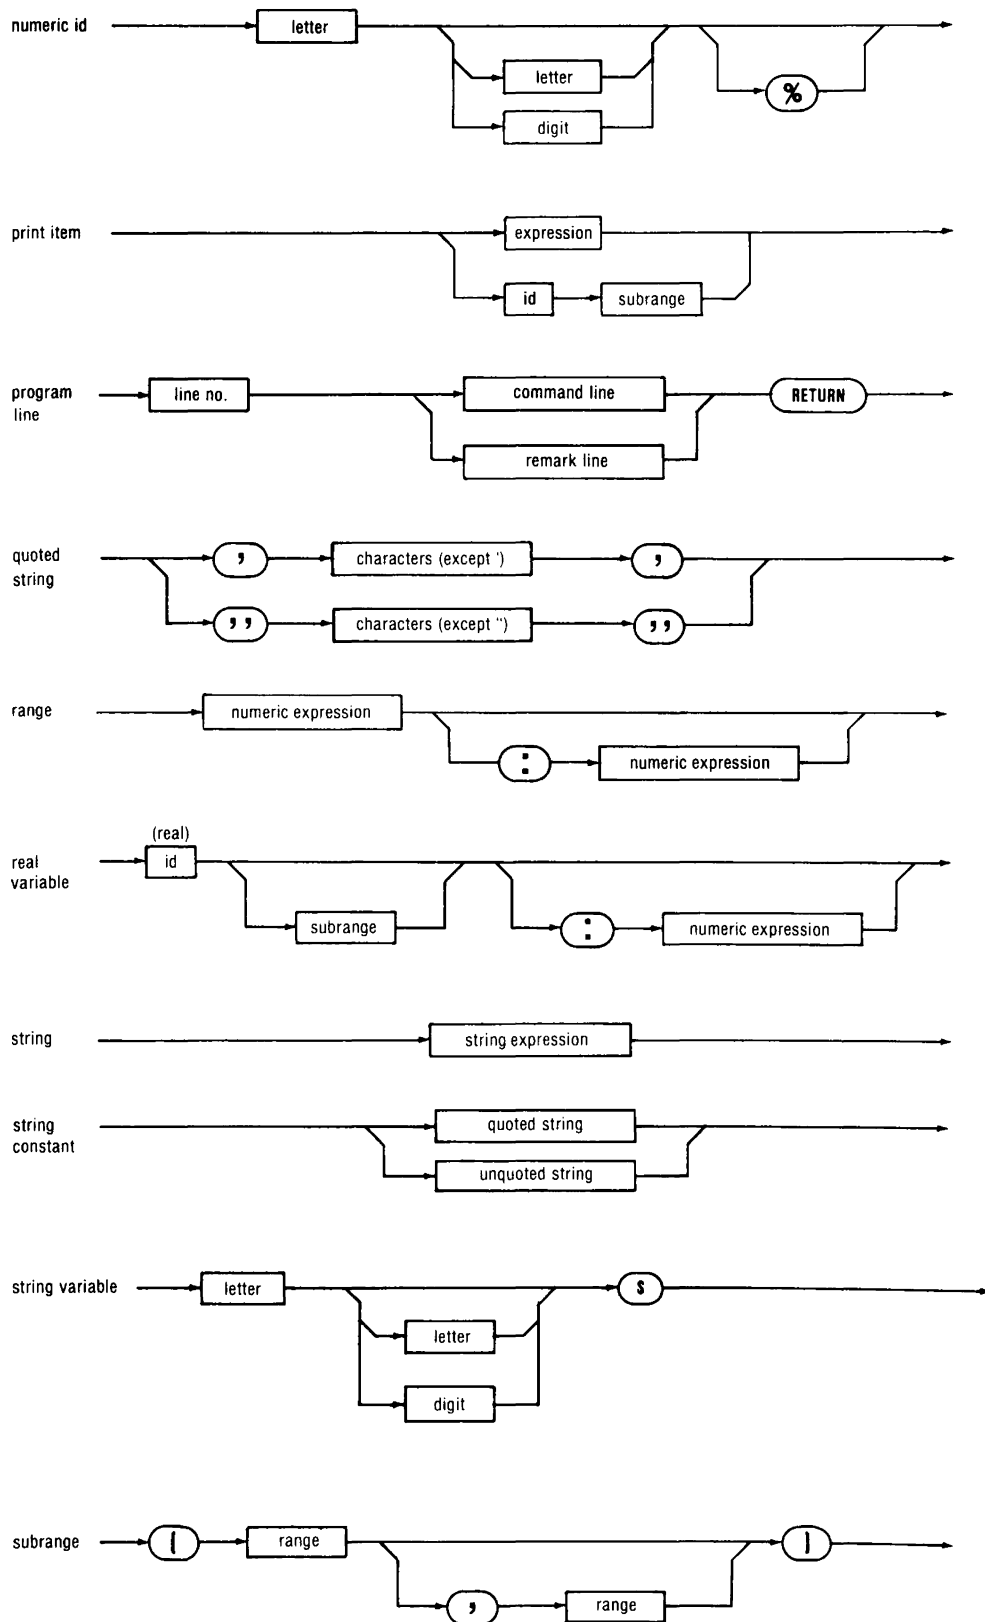 numeric id letter
letter
%
digit
print item expression
id subrange
program
line
line no. command line RETURN
remark line
quoted
string
, characters (except ') ,
,, characters (except ") ,,
range numeric expression
: numeric expression
(real)
real
variable
id
subrange : numeric expression
string string expression
string
constant
quoted string
unquoted string
string variable letter $
letter
digit
subrange ( range )
, range